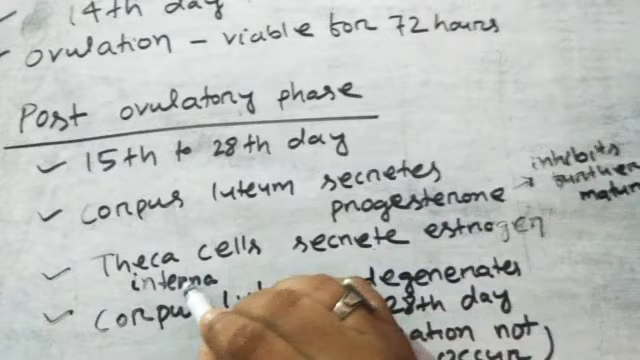 14th day
ovulation - viable for 72 hours
Post ovulatory phase
15th to 28th day
Corpus luteum secretes
progesterone → inhibits
further
Theca cells secrete estrogen
interna
degenerates
28th day
not
occur)